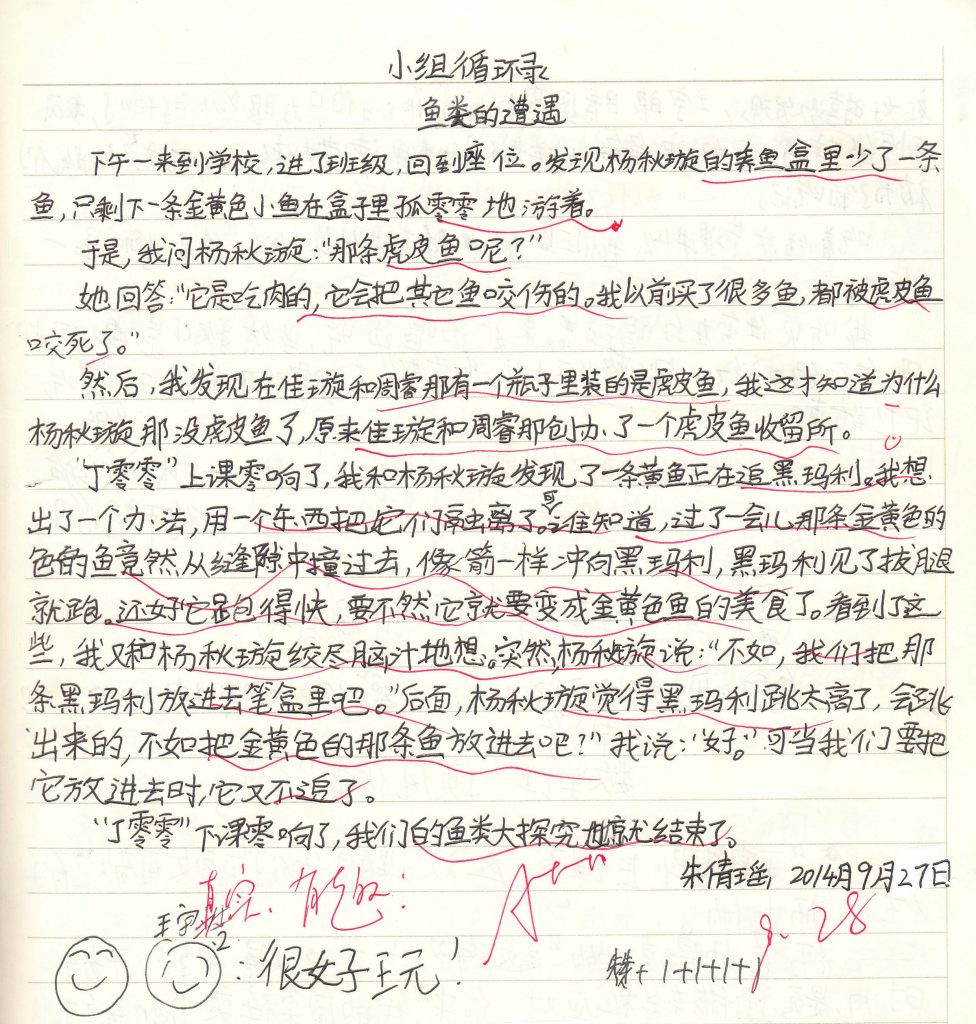 小组循环录
鱼类的遭遇
下午一来到学校，进了班级，回到座位。发现杨秋璇的养鱼盒里少了一条
鱼，只剩下一条金黄色小鱼在盒子里孤零零地游着。
于是，我问杨秋璇：“那条虎皮鱼呢？”
她回答：“它是吃肉的，它会把其它鱼咬伤的。我以前买了很多鱼，都被虎皮鱼
咬死了。”
然后，我发现在佳璇和周睿那有一个瓶子里装的是虎皮鱼，我这才知道为什么
杨秋璇那没虎皮鱼了，原来佳璇和周睿那创办了一个虎皮鱼收留所。
“丁零零”上课零响了，我和杨秋璇发现了一条黄鱼正在追黑玛利。我想
出了一个办法，用一个东西把它们隔离了。可谁知道，过了一会儿那条金黄色的
色的鱼竟然从缝隙中撞过去，像箭一样冲向黑玛利，黑玛利见了拔腿
就跑。还好它跑得快，要不然它就要变成金黄色鱼的美食了。看到了这
些，我又和杨秋璇绞尽脑汁地想。突然，杨秋璇说：“不如，我们把那
条黑玛利放进去笔盒里吧。”后面，杨秋璇觉得黑玛利跳太高了，会跳
出来的，不如把金黄色的那条鱼放进去吧？”我说：“好。”可当我们要把
它放进去时，它又不追了。
“丁零零”下课零响了，我们的鱼类大探究也就结束了。
朱倩瑶 2014年9月27日
真实、有趣！
A+++
9.28
王宇
：很好王元！
+1+1+1+1